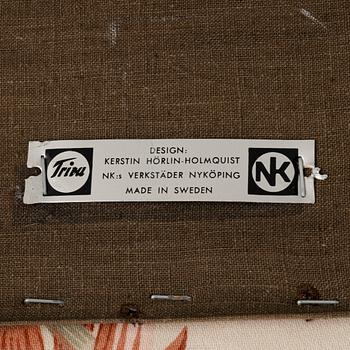 Triva
DESIGN:
KERSTIN HÖRLIN-HOLMQUIST
NK:s VERKSTÄDER NYKÖPING
MADE IN SWEDEN
NK